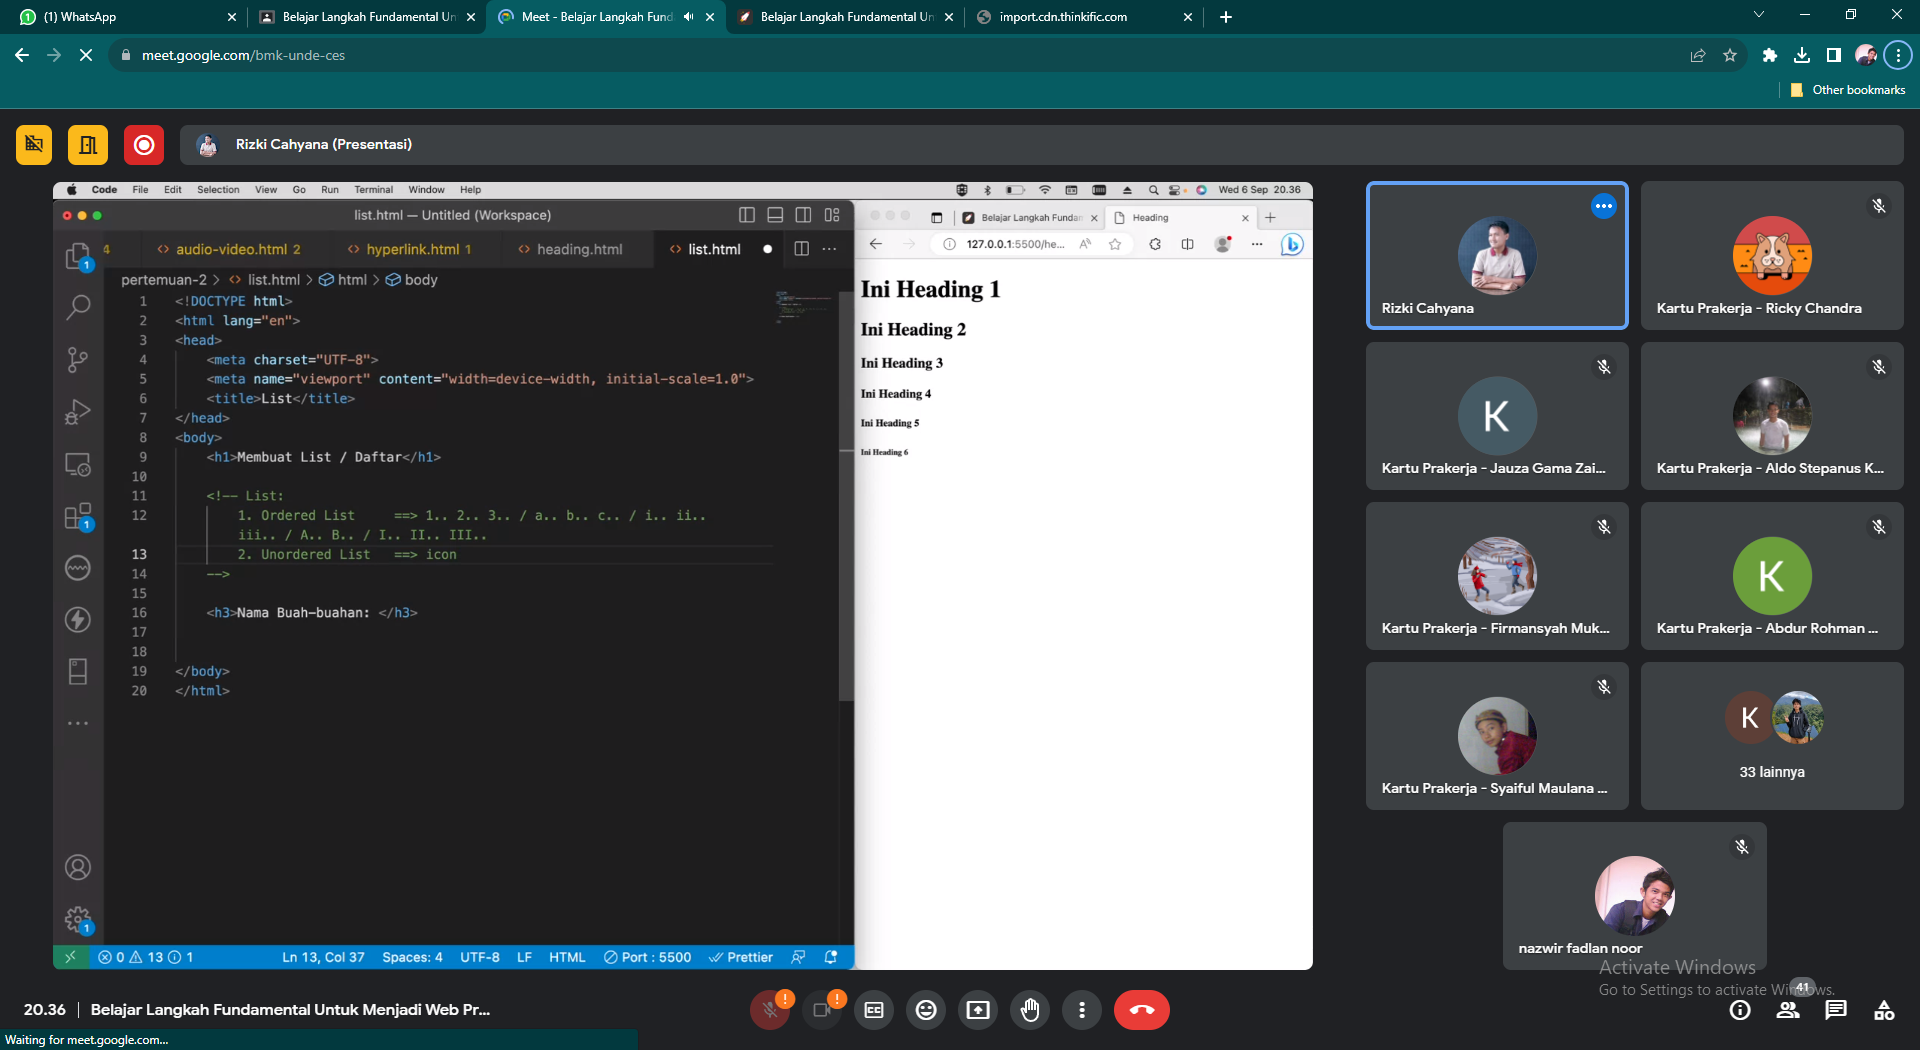 (1) WhatsApp
Belajar Langkah Fundamental Un
Meet - Belajar Langkah Fund
Belajar Langkah Fundamental Un
import.cdn.thinkific.com
meet.google.com/bmk-unde-ces
Other bookmarks
Rizki Cahyana (Presentasi)
Code File Edit Selection View Go Run Terminal Window Help
Wed 6 Sep 20.36
list.html — Untitled (Workspace)
4 audio-video.html 2 hyperlink.html 1 heading.html list.html
pertemuan-2 > list.html > html > body
1 <!DOCTYPE html>
2 <html lang="en">
3 <head>
4 <meta charset="UTF-8">
5 <meta name="viewport" content="width=device-width, initial-scale=1.0">
6 <title>List</title>
7 </head>
8 <body>
9 <h1>Membuat List / Daftar</h1>
10
11 <!-- List:
12 1. Ordered List ==> 1.. 2.. 3.. / a.. b.. c.. / i.. ii..
iii.. / A.. B.. / I.. II.. III..
13 2. Unordered List ==> icon
14 -->
15
16 <h3>Nama Buah-buahan: </h3>
17
18
19 </body>
20 </html>
1
1
1
0 13 1
Ln 13, Col 37 Spaces: 4 UTF-8 LF HTML Port : 5500 Prettier
Belajar Langkah Fundam
Heading
127.0.0.1:5500/he...
Ini Heading 1
Ini Heading 2
Ini Heading 3
Ini Heading 4
Ini Heading 5
Ini Heading 6
Rizki Cahyana
Kartu Prakerja - Ricky Chandra
K
Kartu Prakerja - Jauza Gama Zai...
Kartu Prakerja - Aldo Stepanus K...
Kartu Prakerja - Firmansyah Muk...
K
Kartu Prakerja - Abdur Rohman ...
Kartu Prakerja - Syaiful Maulana ...
K
33 lainnya
nazwir fadlan noor
Activate Windows
Go to Settings to activate Windows.
41
20.36 | Belajar Langkah Fundamental Untuk Menjadi Web Pr...
Waiting for meet.google.com...